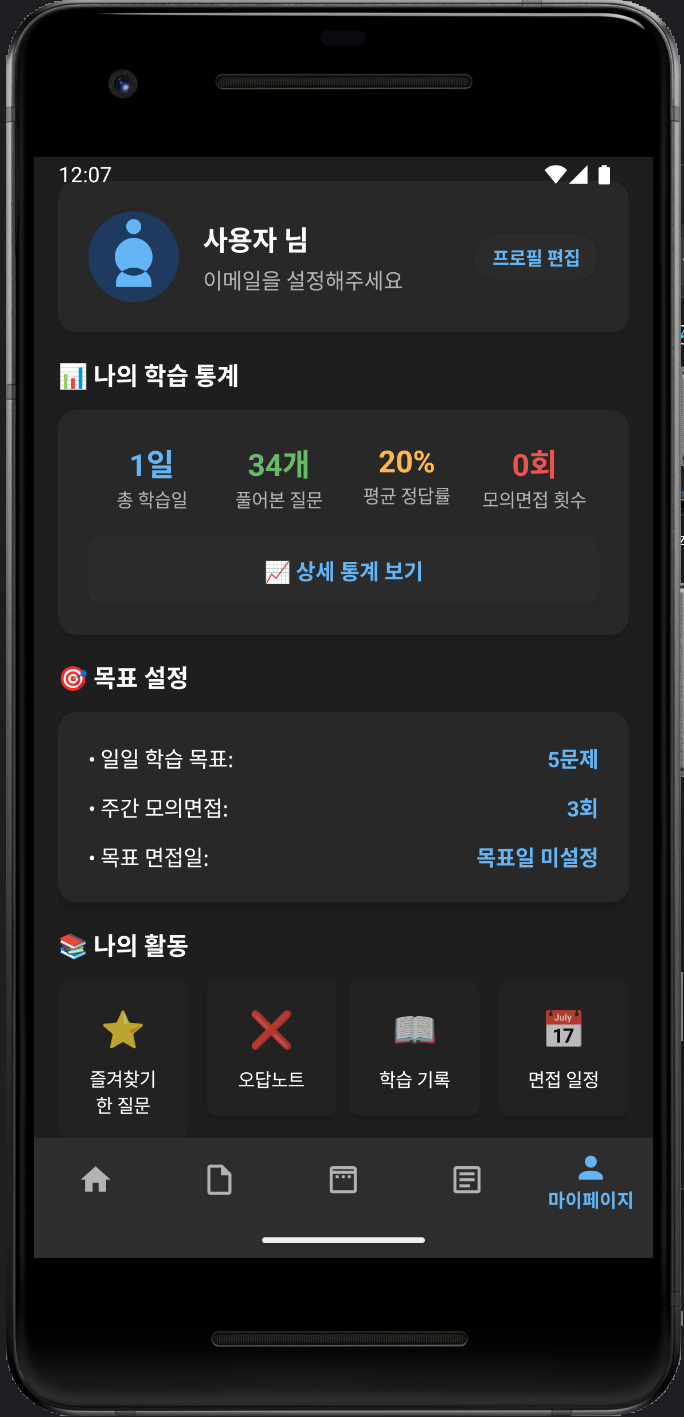 12:07
사용자 님
이메일을 설정해주세요
프로필 편집
📊 나의 학습 통계
1일
총 학습일
34개
풀어본 질문
20%
평균 정답률
0회
모의면접 횟수
📈 상세 통계 보기
🎯 목표 설정
• 일일 학습 목표:
5문제
• 주간 모의면접:
3회
• 목표 면접일:
목표일 미설정
📚 나의 활동
즐겨찾기
한 질문
오답노트
학습 기록
July
17
면접 일정
마이페이지